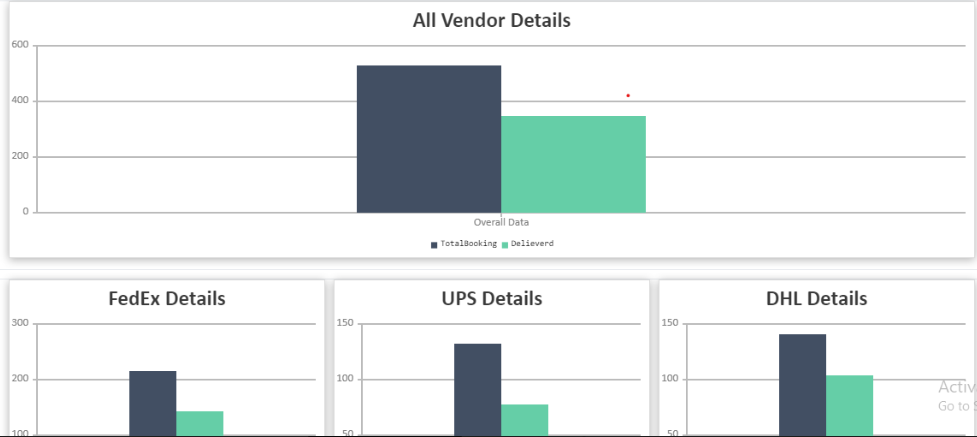 All Vendor Details
600
400
200
0
Overall Data
TotalBooking Delieverd
FedEx Details
UPS Details
DHL Details
300
200
100
150
100
50
150
100
50
Activ
Go to S